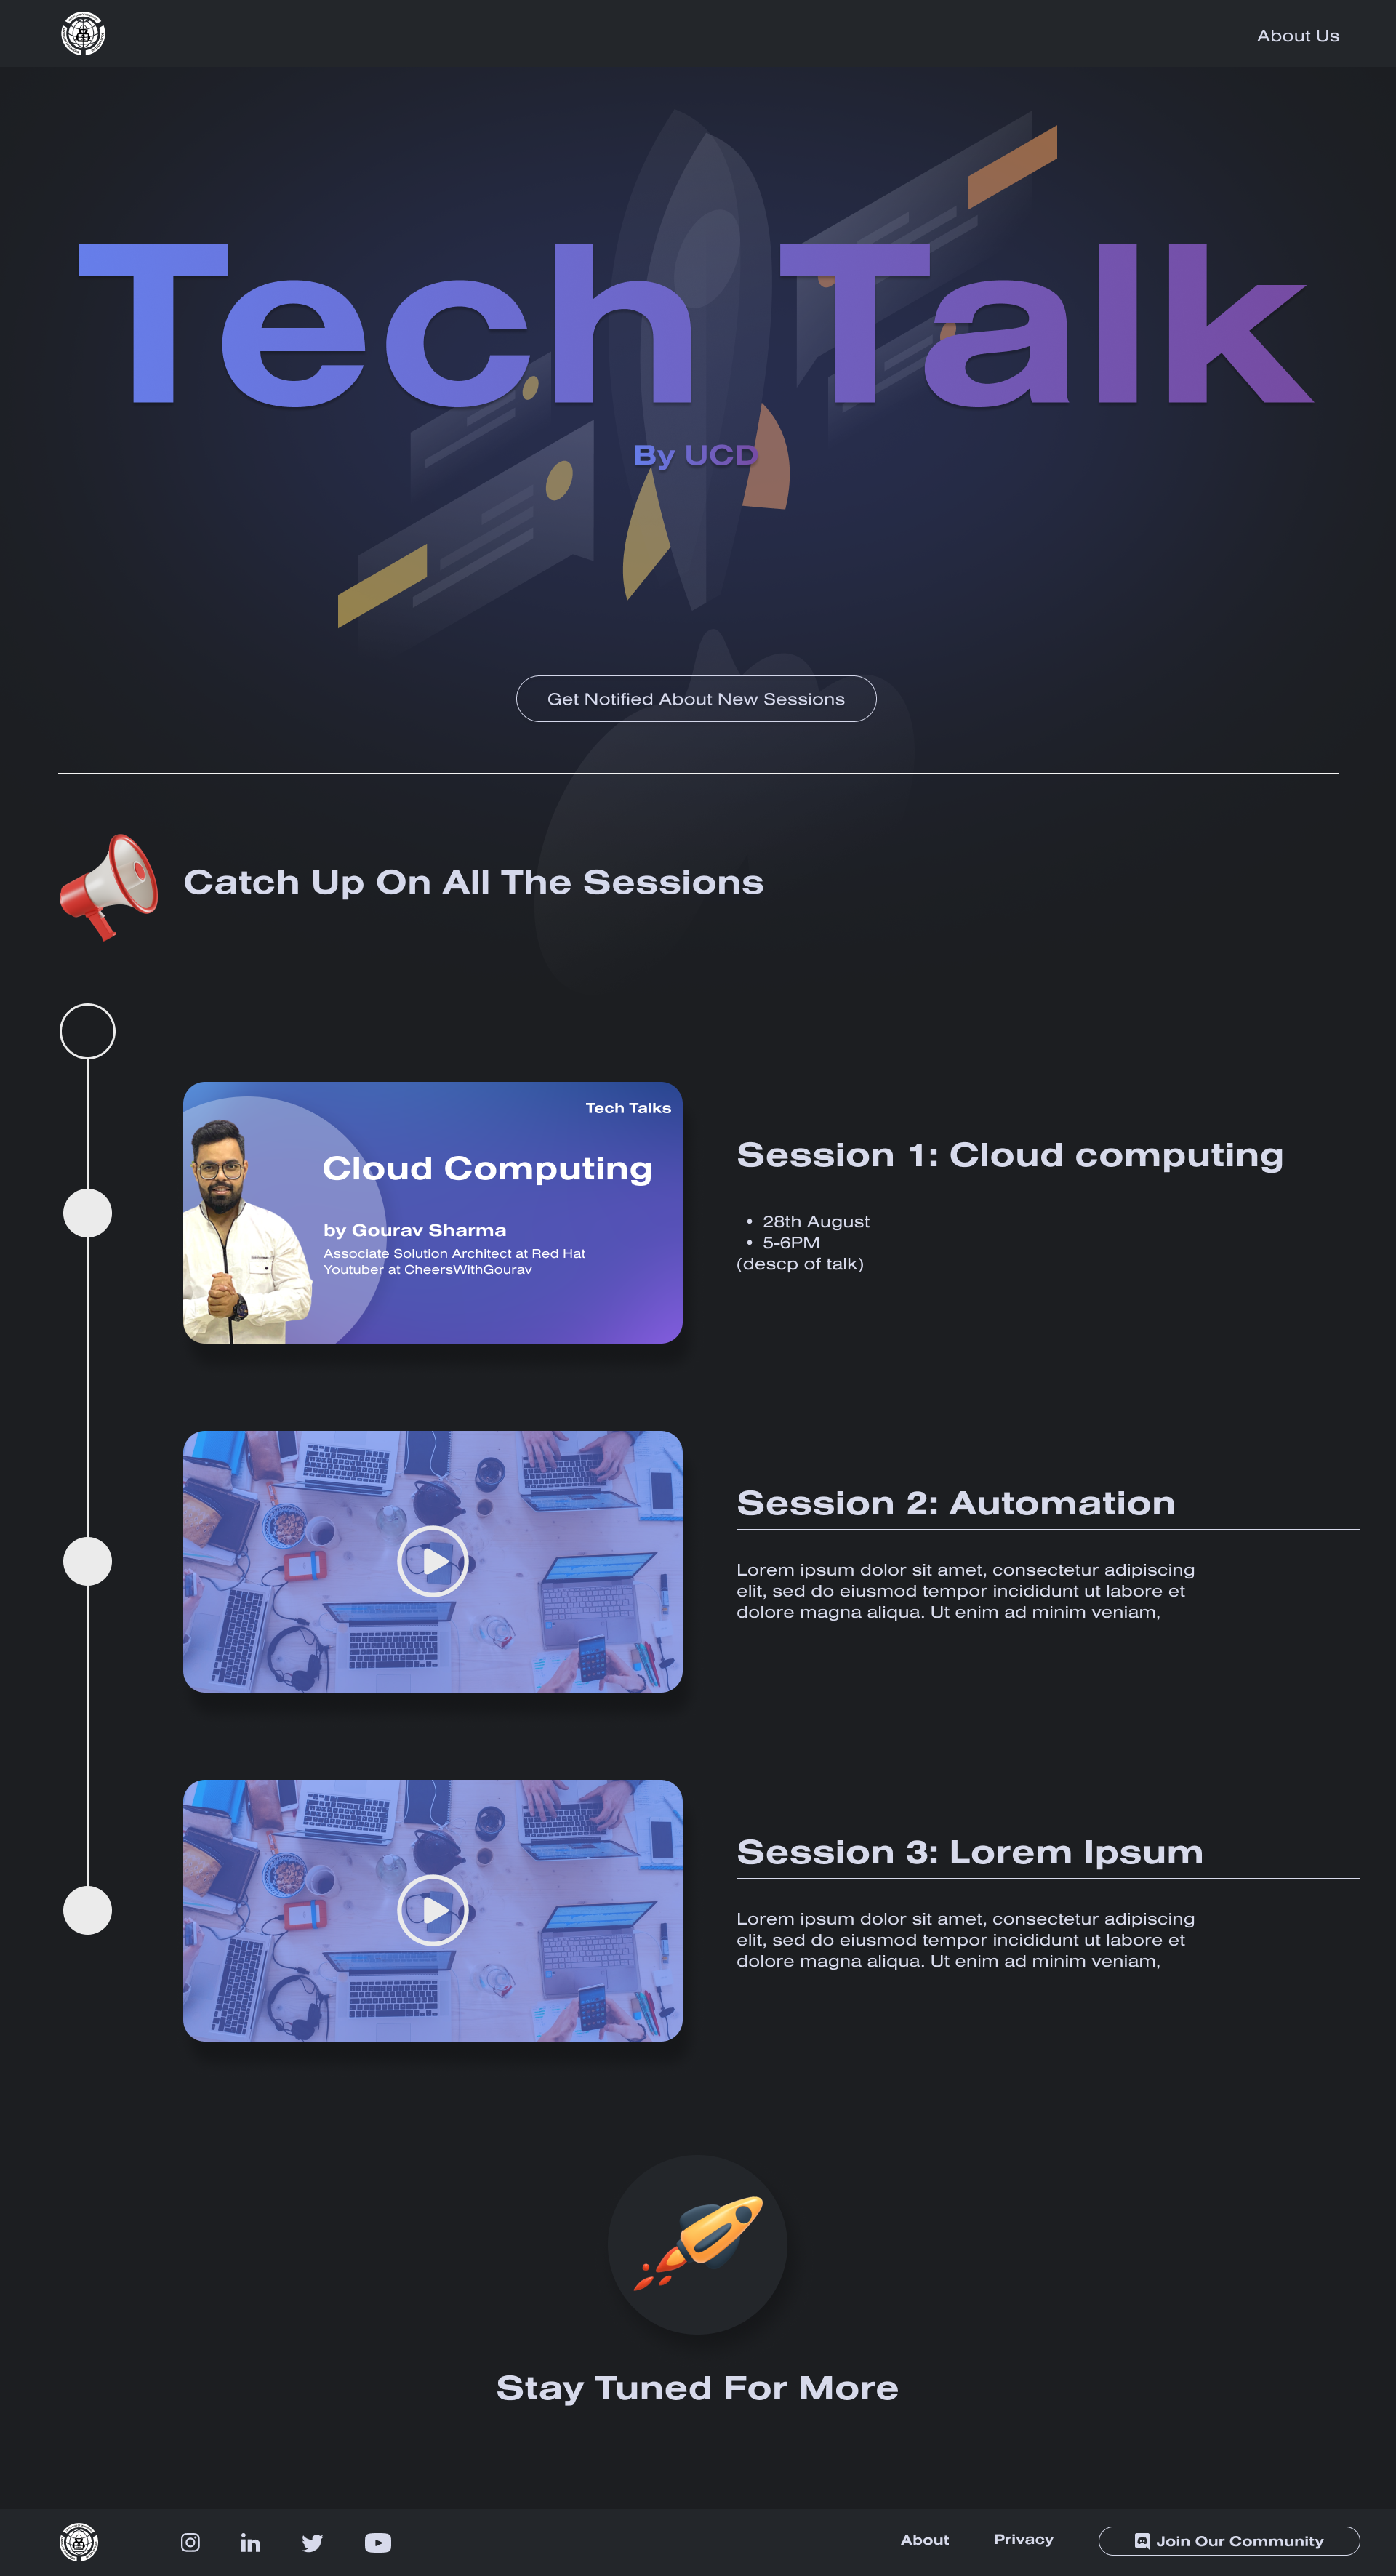 About Us
Tech Talk
By UCD
Get Notified About New Sessions
Catch Up On All The Sessions
Tech Talks
Cloud Computing
by Gourav Sharma
Associate Solution Architect at Red Hat
Youtuber at CheersWithGourav
Session 1: Cloud computing
• 28th August
• 5-6PM
(descp of talk)
Session 2: Automation
Lorem ipsum dolor sit amet, consectetur adipiscing
elit, sed do eiusmod tempor incididunt ut labore et
dolore magna aliqua. Ut enim ad minim veniam,
Session 3: Lorem Ipsum
Lorem ipsum dolor sit amet, consectetur adipiscing
elit, sed do eiusmod tempor incididunt ut labore et
dolore magna aliqua. Ut enim ad minim veniam,
Stay Tuned For More
About
Privacy
Join Our Community